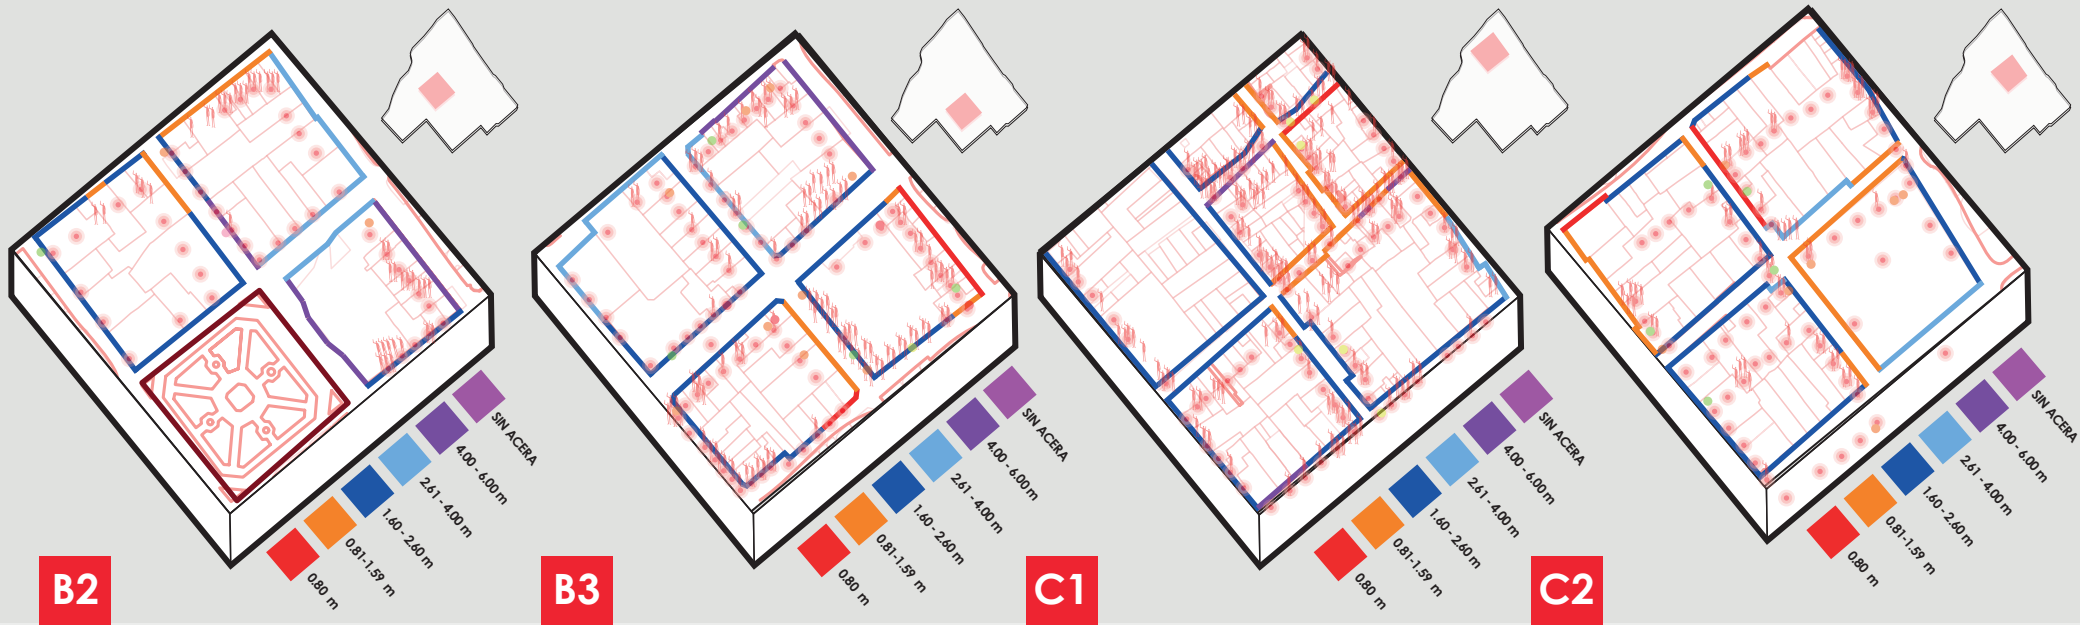 SIN ACERA
4.00 - 6.00 m
2.61 - 4.00 m
1.60 - 2.60 m
0.81-1.59 m
0.80 m
B2
SIN ACERA
4.00 - 6.00 m
2.61 - 4.00 m
1.60 - 2.60 m
0.81-1.59 m
0.80 m
B3
SIN ACERA
4.00 - 6.00 m
2.61 - 4.00 m
1.60 - 2.60 m
0.81-1.59 m
0.80 m
C1
SIN ACERA
4.00 - 6.00 m
2.61 - 4.00 m
1.60 - 2.60 m
0.81-1.59 m
0.80 m
C2